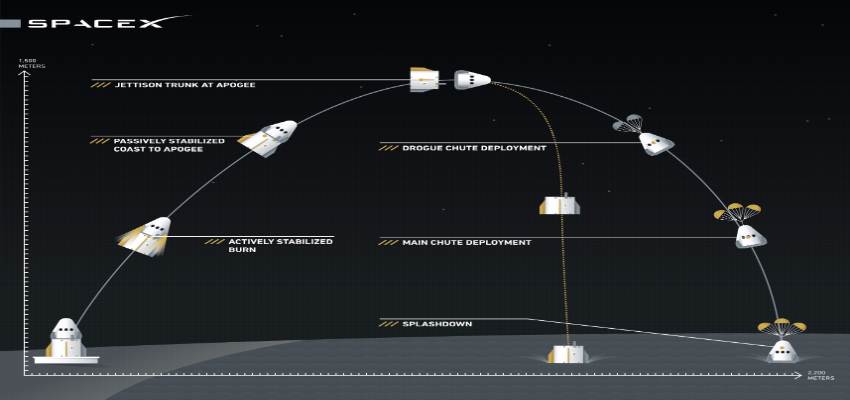 SPACEX
1,500
METERS
JETTISON TRUNK AT APOGEE
PASSIVELY STABILIZED
COAST TO APOGEE
DROGUE CHUTE DEPLOYMENT
ACTIVELY STABILIZED
BURN
MAIN CHUTE DEPLOYMENT
SPLASHDOWN
2,200
METERS